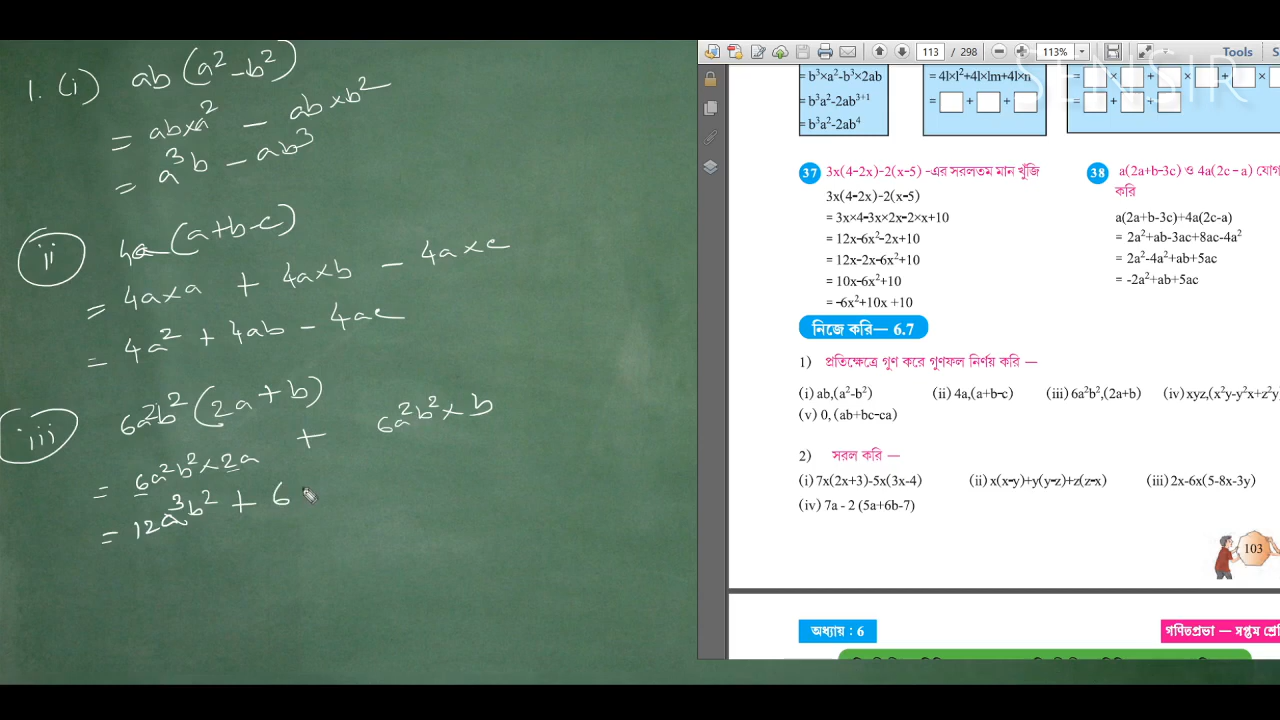 1. (i) ab (a² - b²)
= ab×a² - ab×b²
= a³b - ab³
ii 4a (a+b-c)
= 4a×a + 4a×b - 4a×c
= 4a² + 4ab - 4ac
iii 6a²b² (2a+b)
= 6a²b²×2a + 6a²b²×b
= 12a³b² + 6
113 / 298 113% Tools
SENSIR
= b³×a²-b³×2ab
= b³a²-2ab³⁺¹
= b³a²-2ab⁴
= 4l×l²+4l×lm+4l×n
= □ + □ + □
= □ × □ + □ × □ + □ ×
= □ + □ + □
37 3x(4-2x)-2(x-5) -এর সরলতম মান খুঁজি
3x(4-2x)-2(x-5)
= 3x×4-3x×2x-2×x+10
= 12x-6x²-2x+10
= 12x-2x-6x²+10
= 10x-6x²+10
= -6x²+10x +10
38 a(2a+b-3c) ও 4a(2c-a) যোগ
করি
a(2a+b-3c)+4a(2c-a)
= 2a²+ab-3ac+8ac-4a²
= 2a²-4a²+ab+5ac
= -2a²+ab+5ac
নিজে করি— 6.7
1) প্রতিক্ষেত্রে গুণ করে গুণফল নির্ণয় করি —
(i) ab,(a²-b²) (ii) 4a,(a+b-c) (iii) 6a²b²,(2a+b) (iv) xyz,(x²y-y²x+z²y
(v) 0, (ab+bc-ca)
2) সরল করি —
(i) 7x(2x+3)-5x(3x-4) (ii) x(x-y)+y(y-z)+z(z-x) (iii) 2x-6x(5-8x-3y)
(iv) 7a - 2 (5a+6b-7)
103
অধ্যায় : 6 গণিতপ্রভা — সপ্তম শ্রেণি